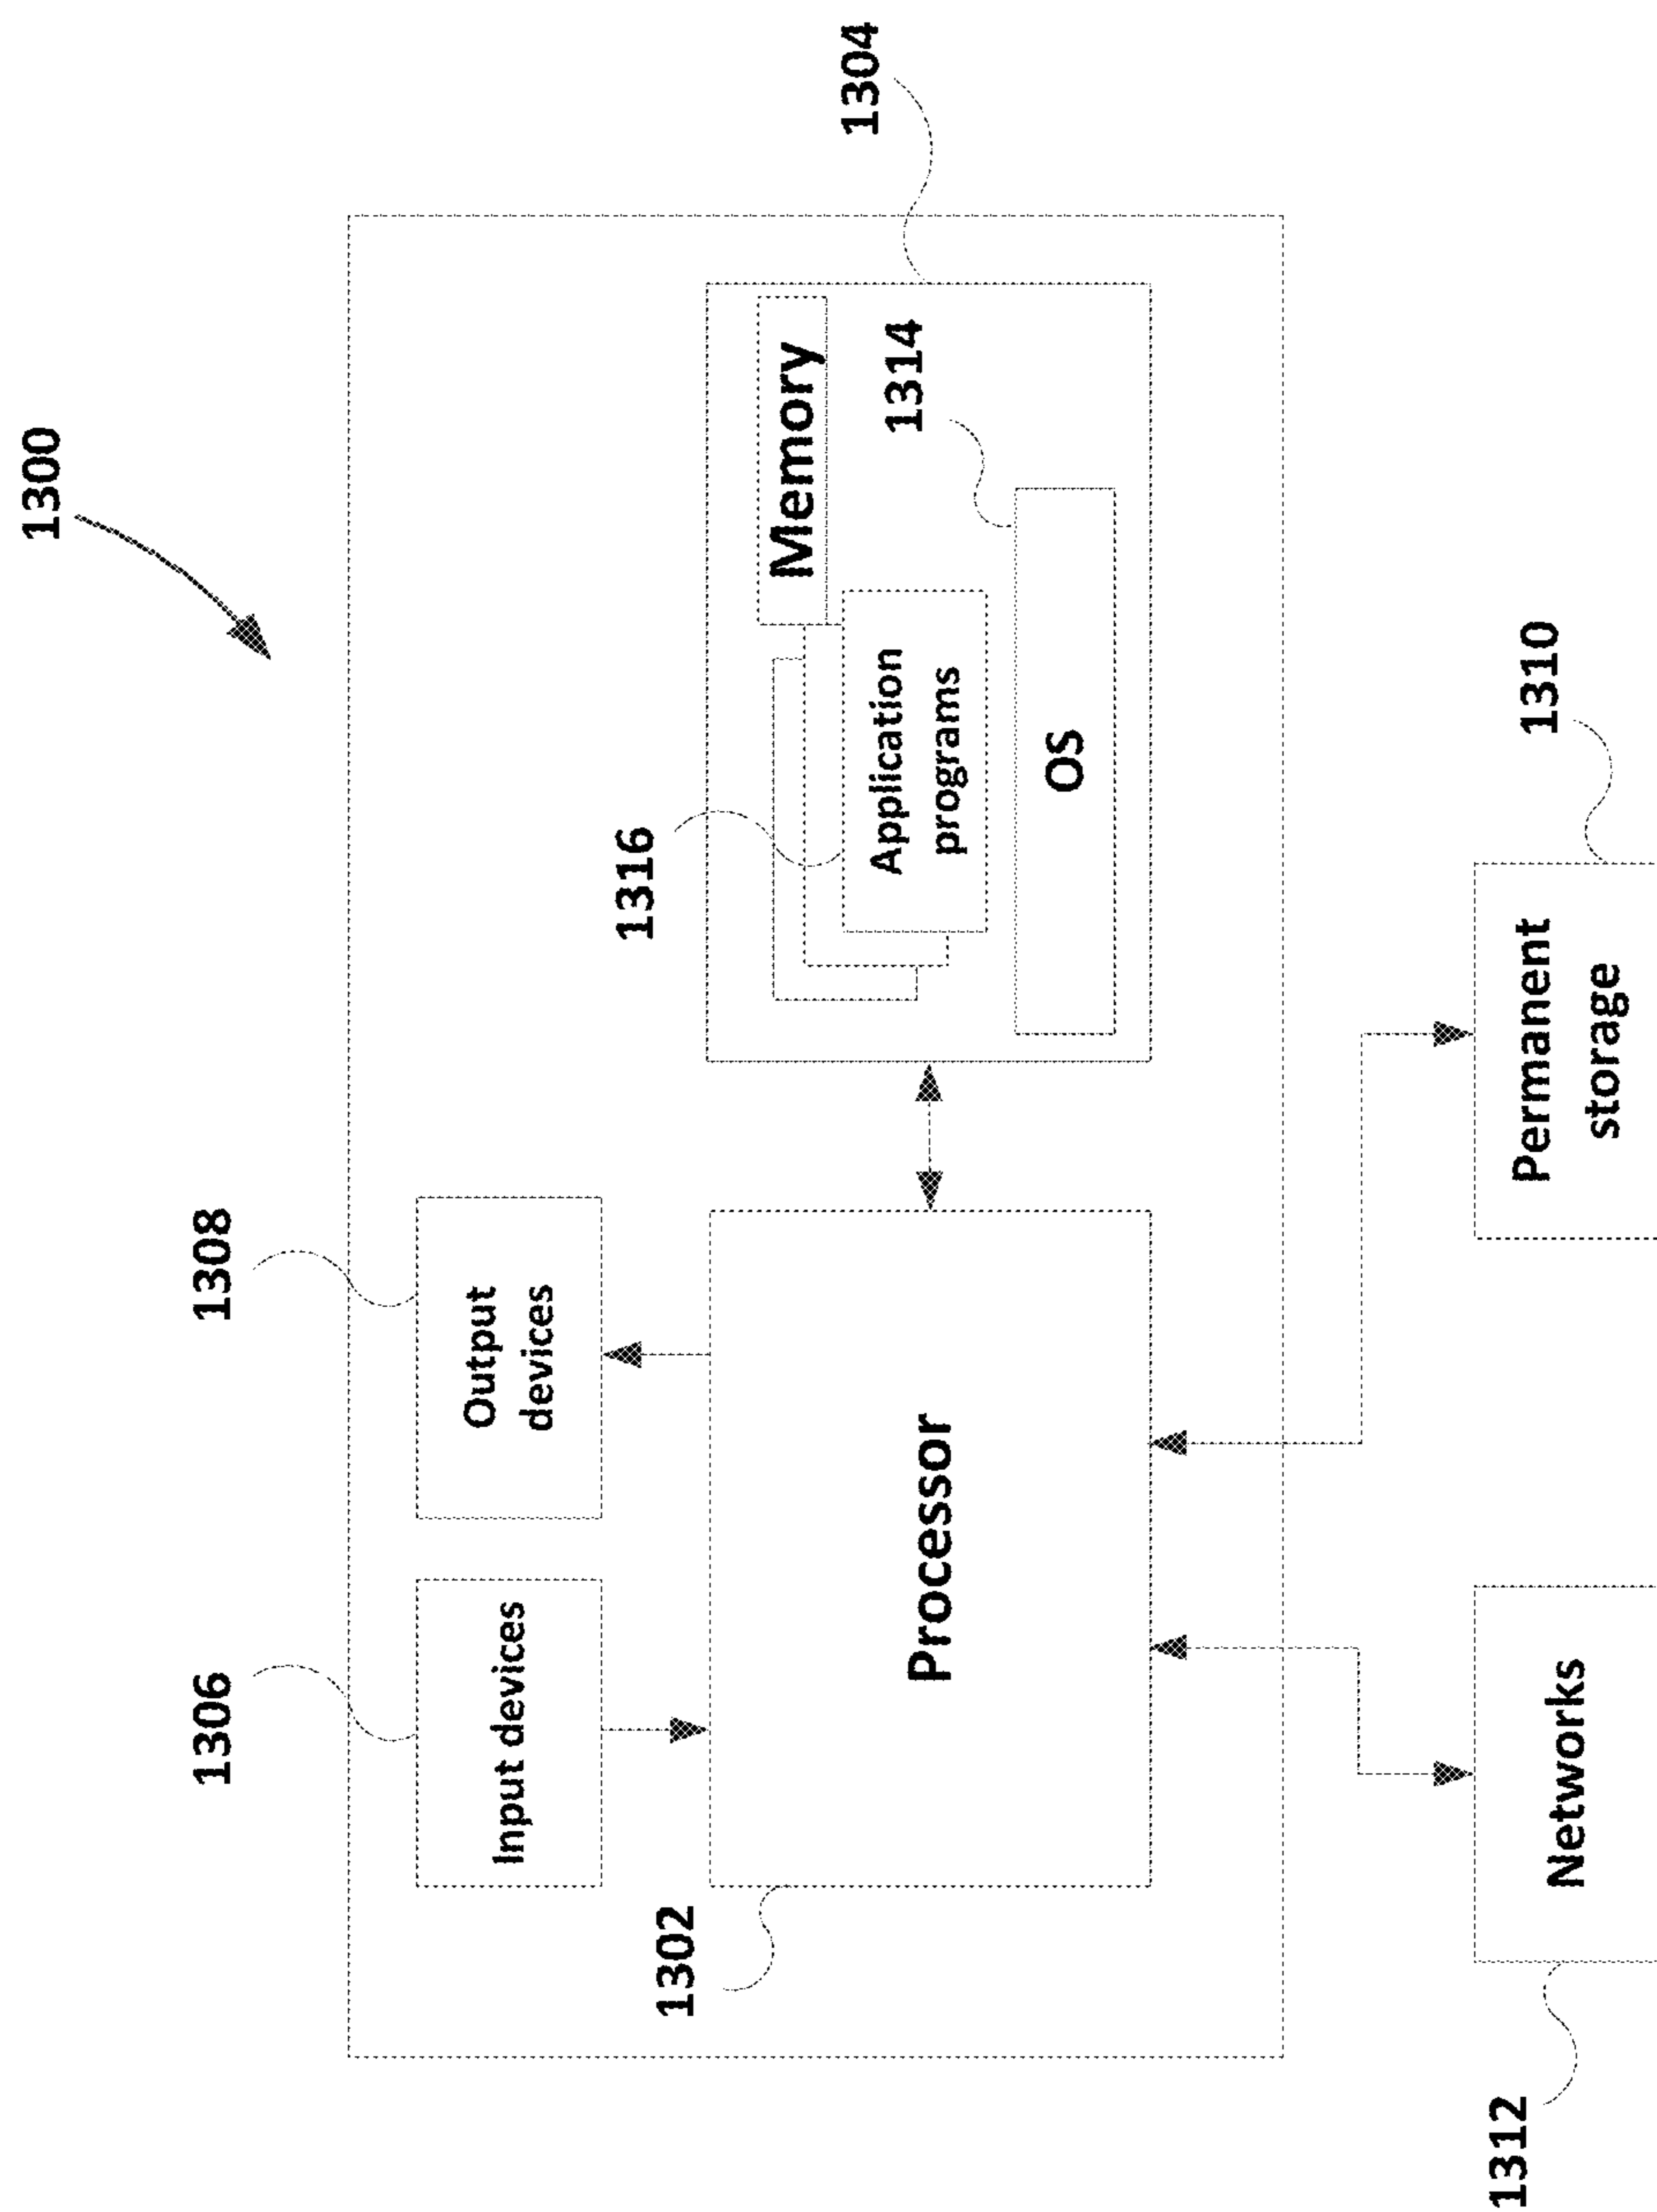 1300
1306
1308
Input devices
Output
devices
1316
1304
1302
Memory
Application
programs
1314
Processor
OS
1312
1310
Networks
Permanent
storage